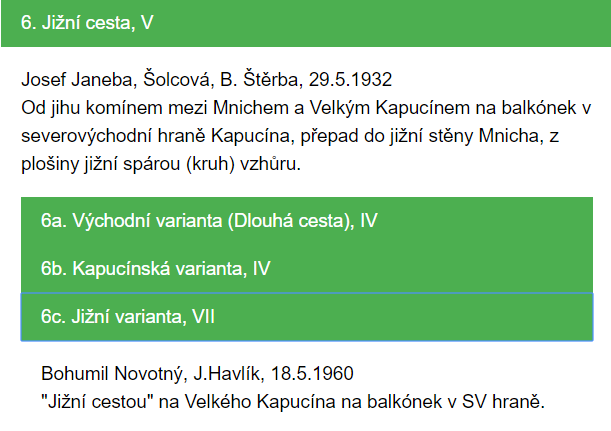 6. Jižní cesta, V
Josef Janeba, Šolcová, B. Štěrba, 29.5.1932
Od jihu komínem mezi Mnichem a Velkým Kapucínem na balkónek v
severovýchodní hraně Kapucína, přepad do jižní stěny Mnicha, z
plošiny jižní spárou (kruh) vzhůru.
6a. Východní varianta (Dlouhá cesta), IV
6b. Kapucínská varianta, IV
6c. Jižní varianta, VII
Bohumil Novotný, J.Havlík, 18.5.1960
"Jižní cestou" na Velkého Kapucína na balkónek v SV hraně.